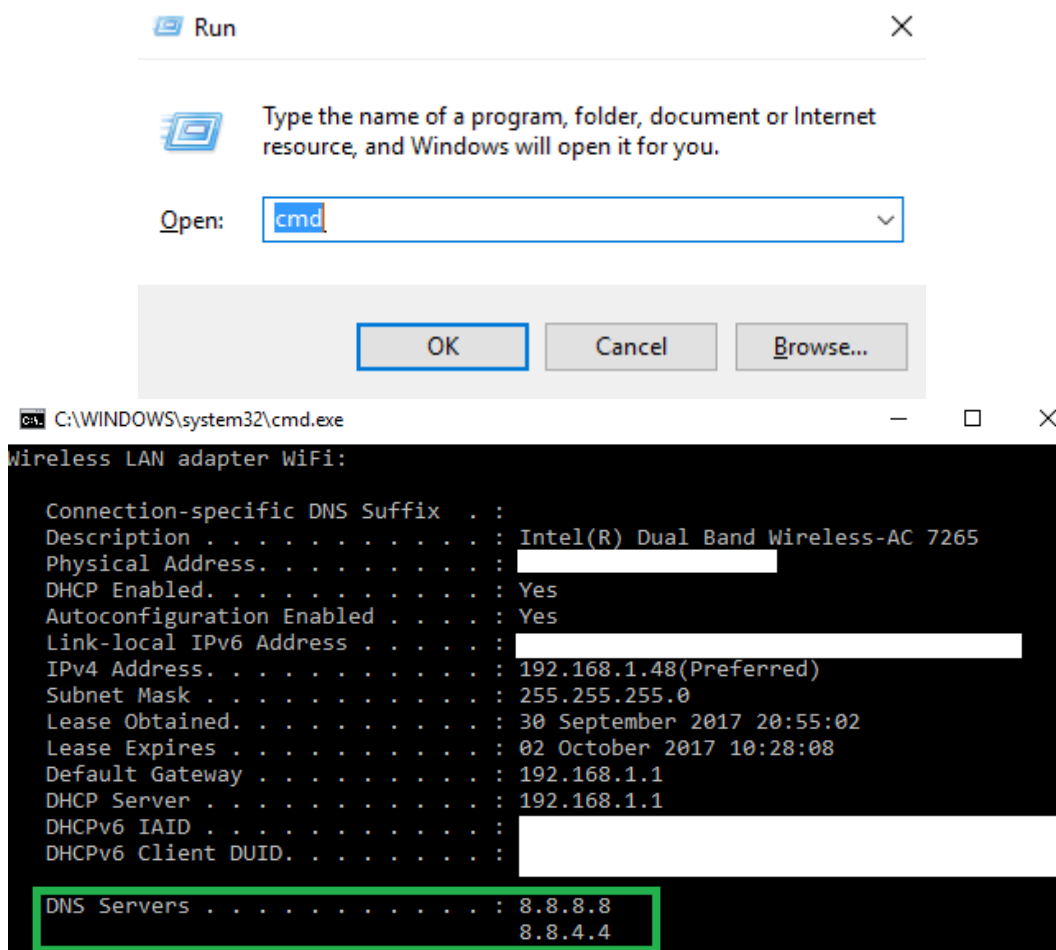 Run
Type the name of a program, folder, document or Internet
resource, and Windows will open it for you.
Open:
cmd
OK
Cancel
Browse...
C:\WINDOWS\system32\cmd.exe
Wireless LAN adapter WiFi:
Connection-specific DNS Suffix  . :
Description . . . . . . . . . . . : Intel(R) Dual Band Wireless-AC 7265
Physical Address. . . . . . . . . :
DHCP Enabled. . . . . . . . . . . : Yes
Autoconfiguration Enabled . . . . : Yes
Link-local IPv6 Address . . . . . :
IPv4 Address. . . . . . . . . . . : 192.168.1.48(Preferred)
Subnet Mask . . . . . . . . . . . : 255.255.255.0
Lease Obtained. . . . . . . . . . : 30 September 2017 20:55:02
Lease Expires . . . . . . . . . . : 02 October 2017 10:28:08
Default Gateway . . . . . . . . . : 192.168.1.1
DHCP Server . . . . . . . . . . . : 192.168.1.1
DHCPv6 IAID . . . . . . . . . . . :
DHCPv6 Client DUID. . . . . . . . :
DNS Servers . . . . . . . . . . . : 8.8.8.8
8.8.4.4